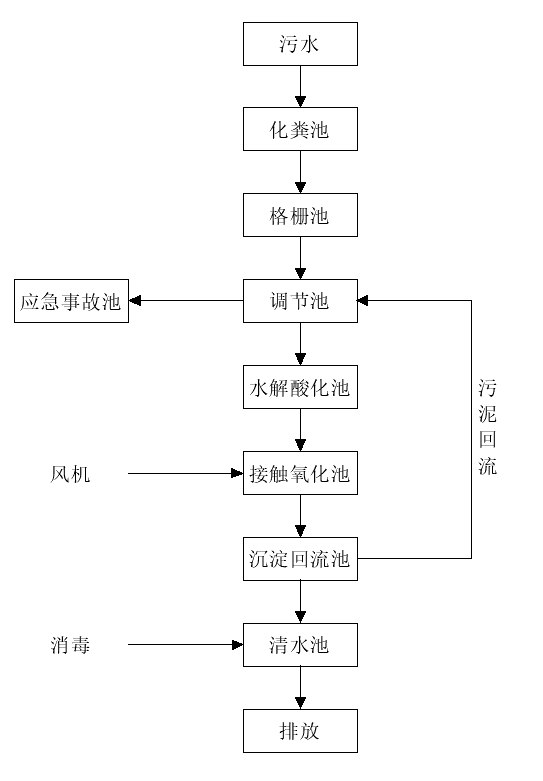 污水
化粪池
格栅池
应急事故池
调节池
水解酸化池
污泥回流
风机
接触氧化池
沉淀回流池
消毒
清水池
排放